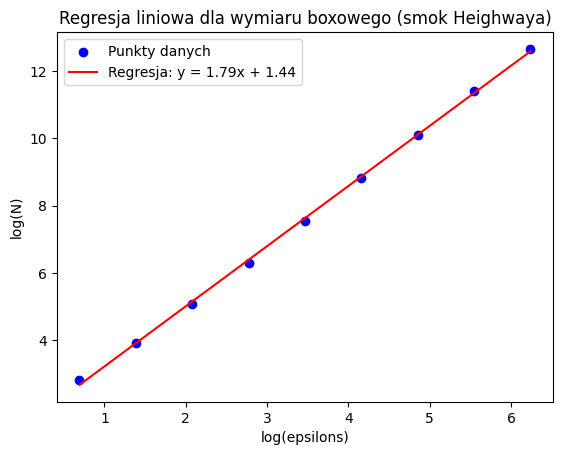 Regresja liniowa dla wymiaru boxowego (smok Heighwaya)
Punkty danych
Regresja: y = 1.79x + 1.44
12
10
8
6
4
log(N)
1 2 3 4 5 6
log(epsilons)